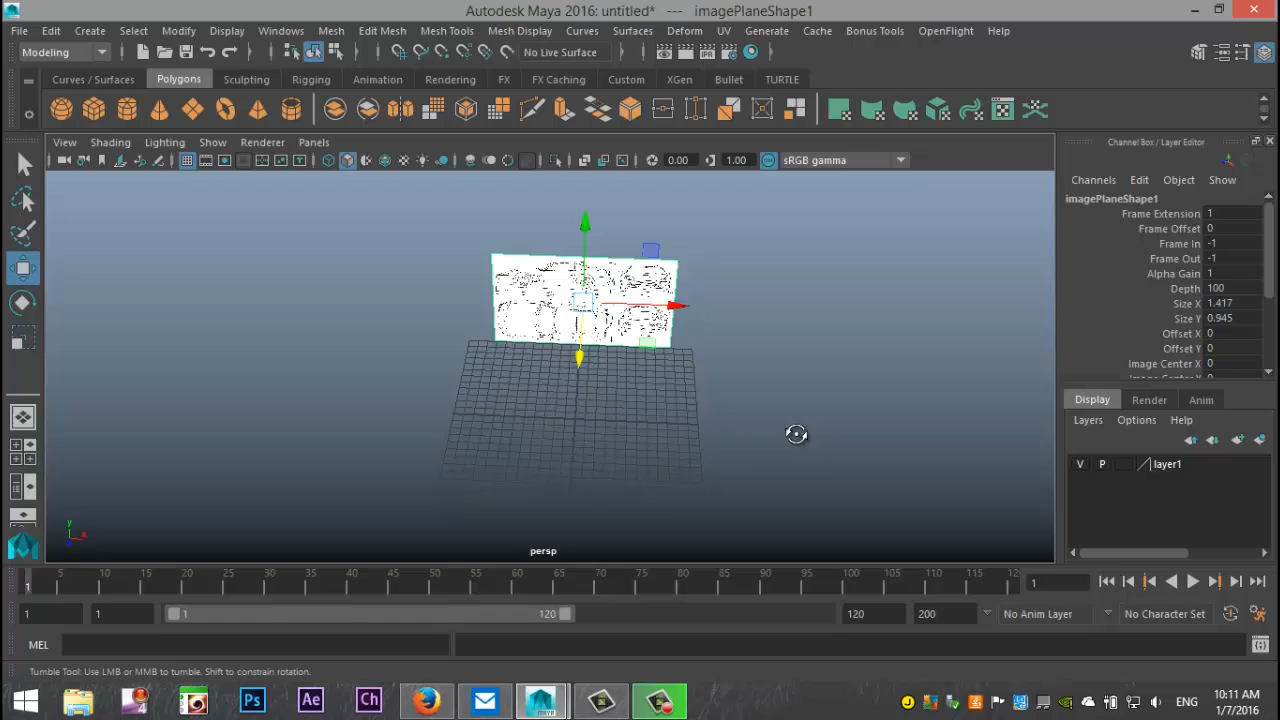 Autodesk Maya 2016: untitled* --- imagePlaneShape1
File Edit Create Select Modify Display Windows Mesh Edit Mesh Mesh Tools Mesh Display Curves Surfaces Deform UV Generate Cache Bonus Tools OpenFlight Help
Modeling No Live Surface
Curves / Surfaces Polygons Sculpting Rigging Animation Rendering FX FX Caching Custom XGen Bullet TURTLE
View Shading Lighting Show Renderer Panels
0.00 1.00 sRGB gamma
Channel Box / Layer Editor
Channels Edit Object Show
imagePlaneShape1
Frame Extension 1
Frame Offset 0
Frame In -1
Frame Out -1
Alpha Gain 1
Depth 100
Size X 1.417
Size Y 0.945
Offset X 0
Offset Y 0
Image Center X 0
Display Render Anim
Layers Options Help
V P layer1
y
persp
5 10 15 20 25 30 35 40 45 50 55 60 65 70 75 80 85 90 95 100 105 110 115 12
1 1
1 1 1 120 120 200 No Anim Layer No Character Set
MEL
Tumble Tool: Use LMB or MMB to tumble. Shift to constrain rotation.
4 Ps Ae Ch MAYA ENG
10:11 AM
1/7/2016